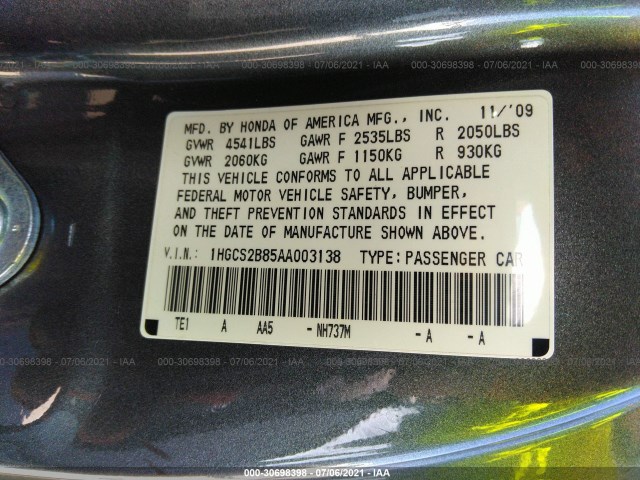 000-30698398 - 07/06/2021 - IAA
MFD. BY HONDA OF AMERICA MFG., INC. 11/'09
GVWR 4541LBS GAWR F 2535LBS R 2050LBS
GVWR 2060KG GAWR F 1150KG R 930KG
THIS VEHICLE CONFORMS TO ALL APPLICABLE
FEDERAL MOTOR VEHICLE SAFETY, BUMPER,
AND THEFT PREVENTION STANDARDS IN EFFECT
ON THE DATE OF MANUFACTURE SHOWN ABOVE.
V.I.N.: 1HGCS2B85AA003138 TYPE: PASSENGER CAR
TE1 A AA5 - NH737M - A - A
000-30698398 - 07/06/2021 - IAA